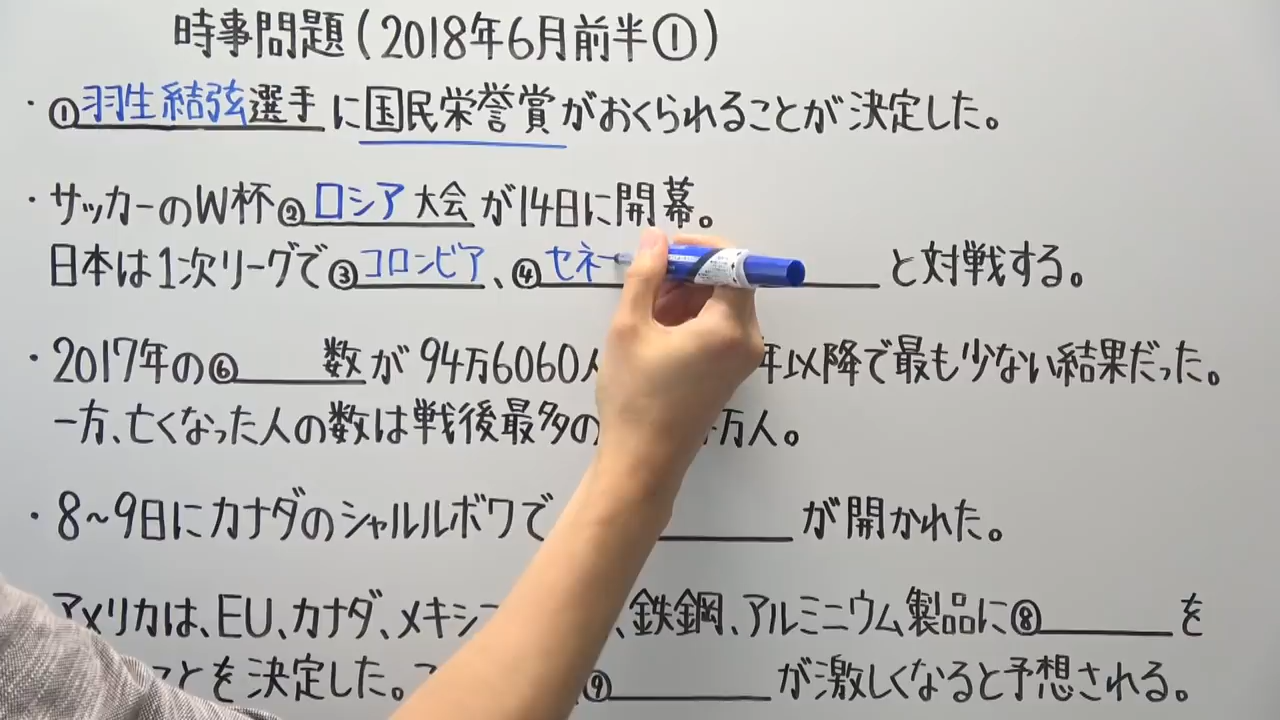 時事問題(2018年6月前半①)
・①羽生結弦選手に国民栄誉賞がおくられることが決定した。
・サッカーのW杯②ロシア大会が14日に開幕。
日本は1次リーグで③コロンビア、④セネー と対戦する。
・2017年の⑥ 数が94万6060人 年以降で最も少ない結果だった。
一方、亡くなった人の数は戦後最多の 万人。
・8~9日にカナダのシャルルボワで が開かれた。
アメリカは、EU、カナダ、メキシコ 、鉄鋼、アルミニウム製品に⑧ を
ことを決定した。 ⑨ が激しくなると予想される。